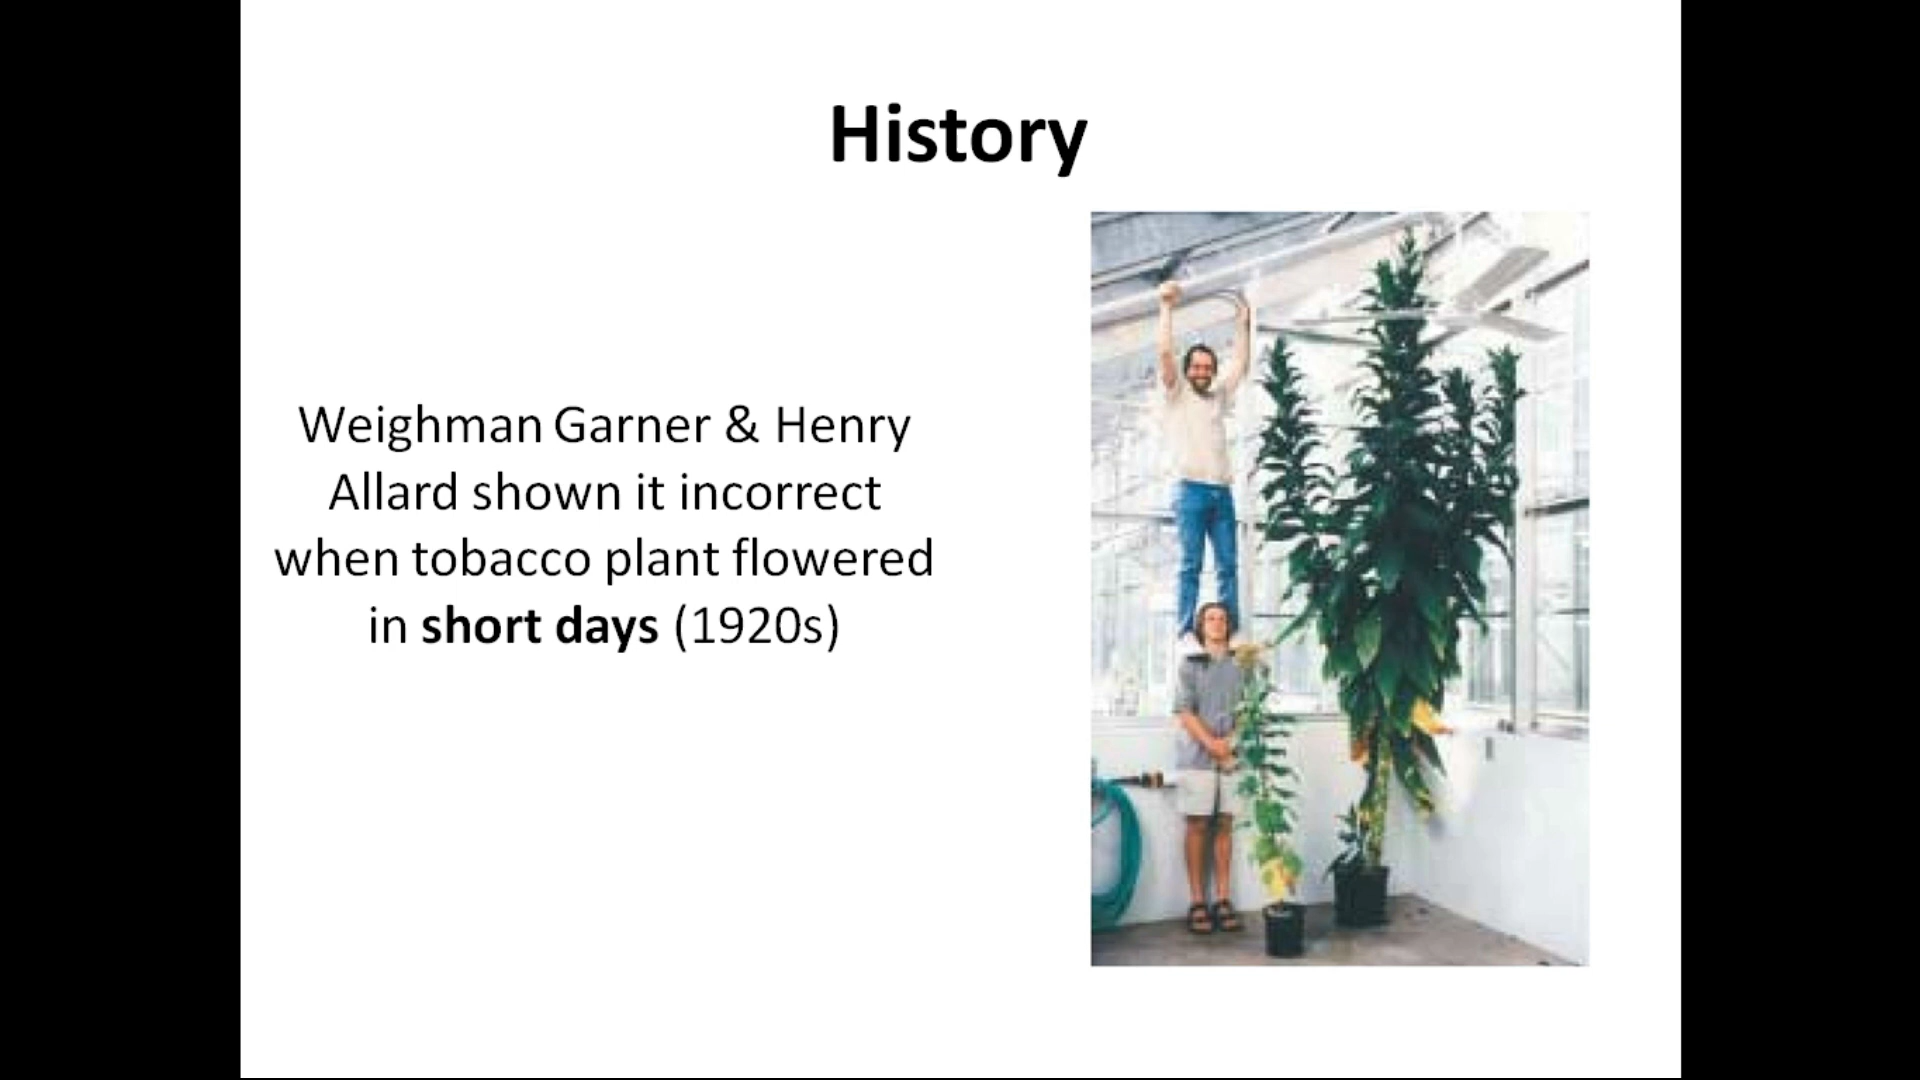 History
Weighman Garner & Henry
Allard shown it incorrect
when tobacco plant flowered
in short days (1920s)